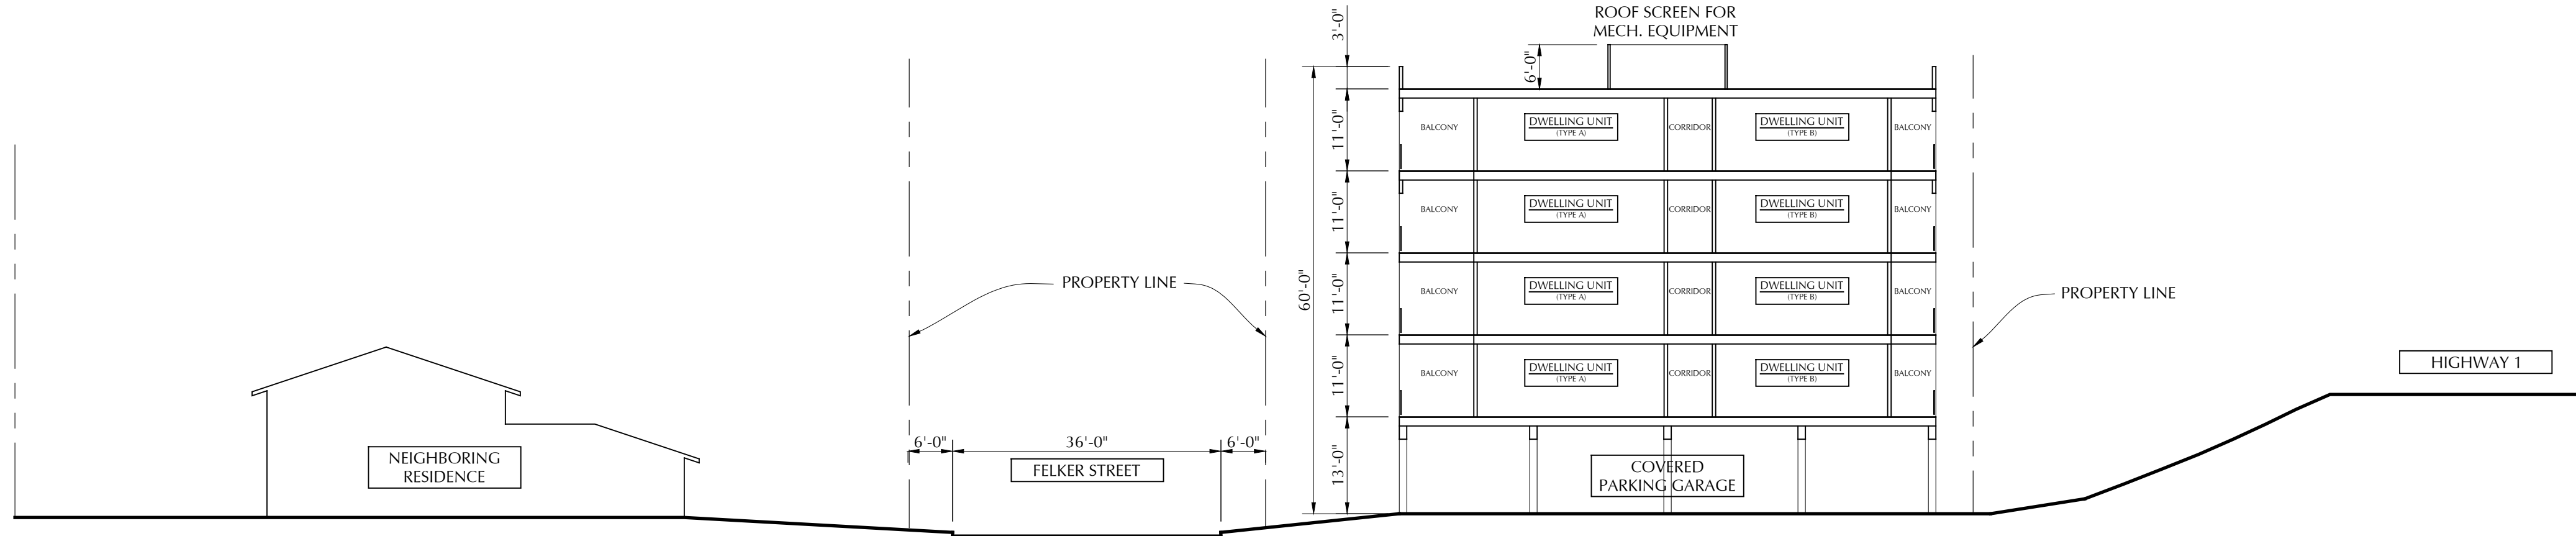 ROOF SCREEN FOR
MECH. EQUIPMENT
3'-0"
6'-0"
BALCONY
DWELLING UNIT
(TYPE A)
CORRIDOR
DWELLING UNIT
(TYPE B)
BALCONY
11'-0"
BALCONY
DWELLING UNIT
(TYPE A)
CORRIDOR
DWELLING UNIT
(TYPE B)
BALCONY
11'-0"
PROPERTY LINE
60'-0"
11'-0"
BALCONY
DWELLING UNIT
(TYPE A)
CORRIDOR
DWELLING UNIT
(TYPE B)
BALCONY
PROPERTY LINE
HIGHWAY 1
11'-0"
BALCONY
DWELLING UNIT
(TYPE A)
CORRIDOR
DWELLING UNIT
(TYPE B)
BALCONY
6'-0"
36'-0"
6'-0"
NEIGHBORING
RESIDENCE
FELKER STREET
13'-0"
COVERED
PARKING GARAGE